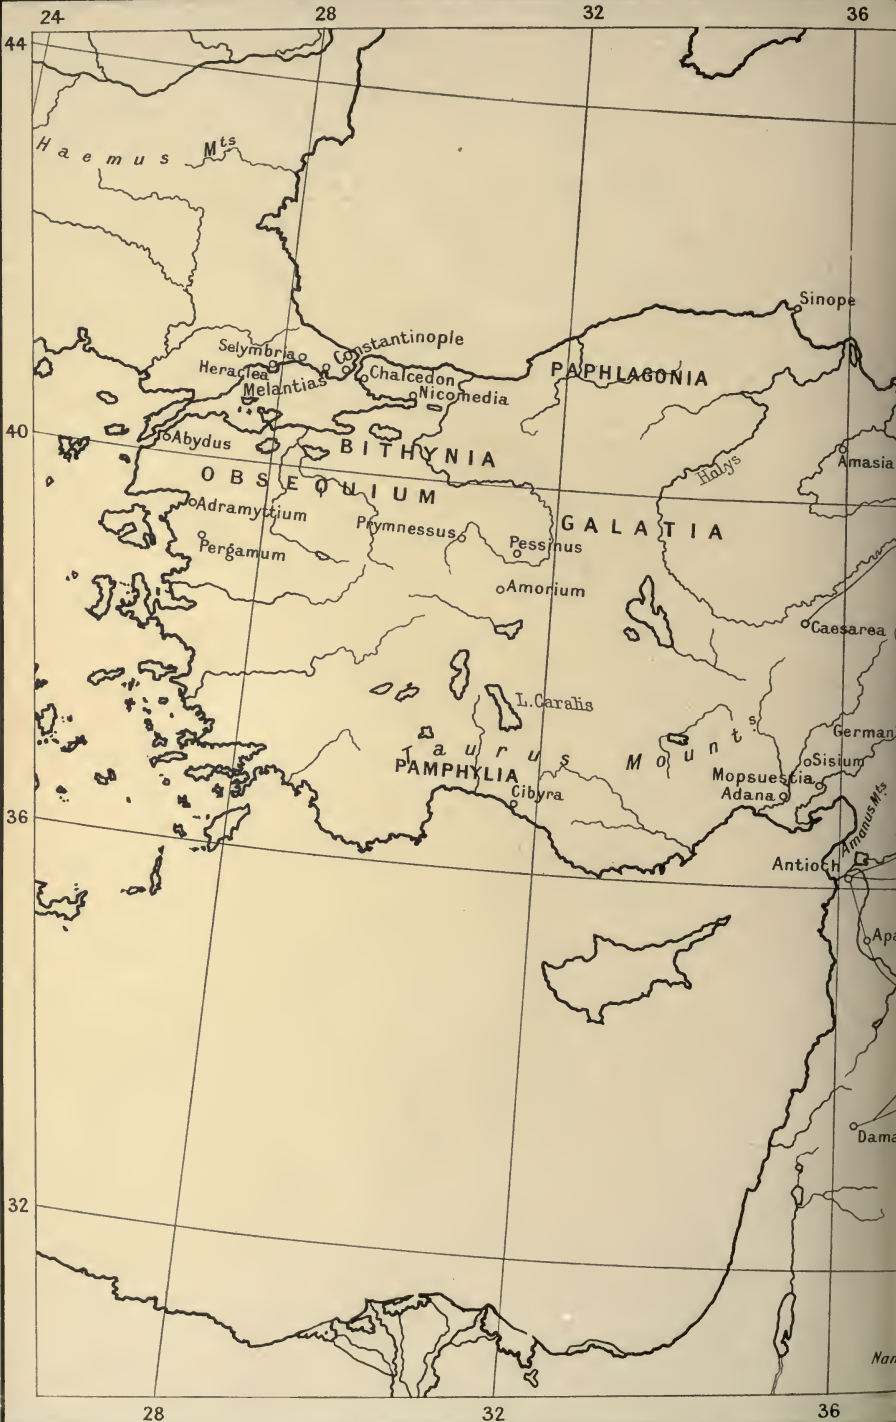 24 28 32 36
44
Haemus Mts
Sinope
Constantinople
Selymbria
Heraclea
Melantias
Chalcedon
Nicomedia
PAPHLAGONIA
40
Abydus
BITHYNIA
Halys
Amasia
OBSEQUIUM
Adramyttium
Prymnessus
GALATIA
Pergamum
Pessinus
Amorium
Caesarea
L.Caralis
German
Taurus Mounts
PAMPHYLIA
Sisium
Mopsuestia
Adana
Cibyra
36
Amanus Mts.
Antioch
Apa
Dama
32
Nan
28 32 36